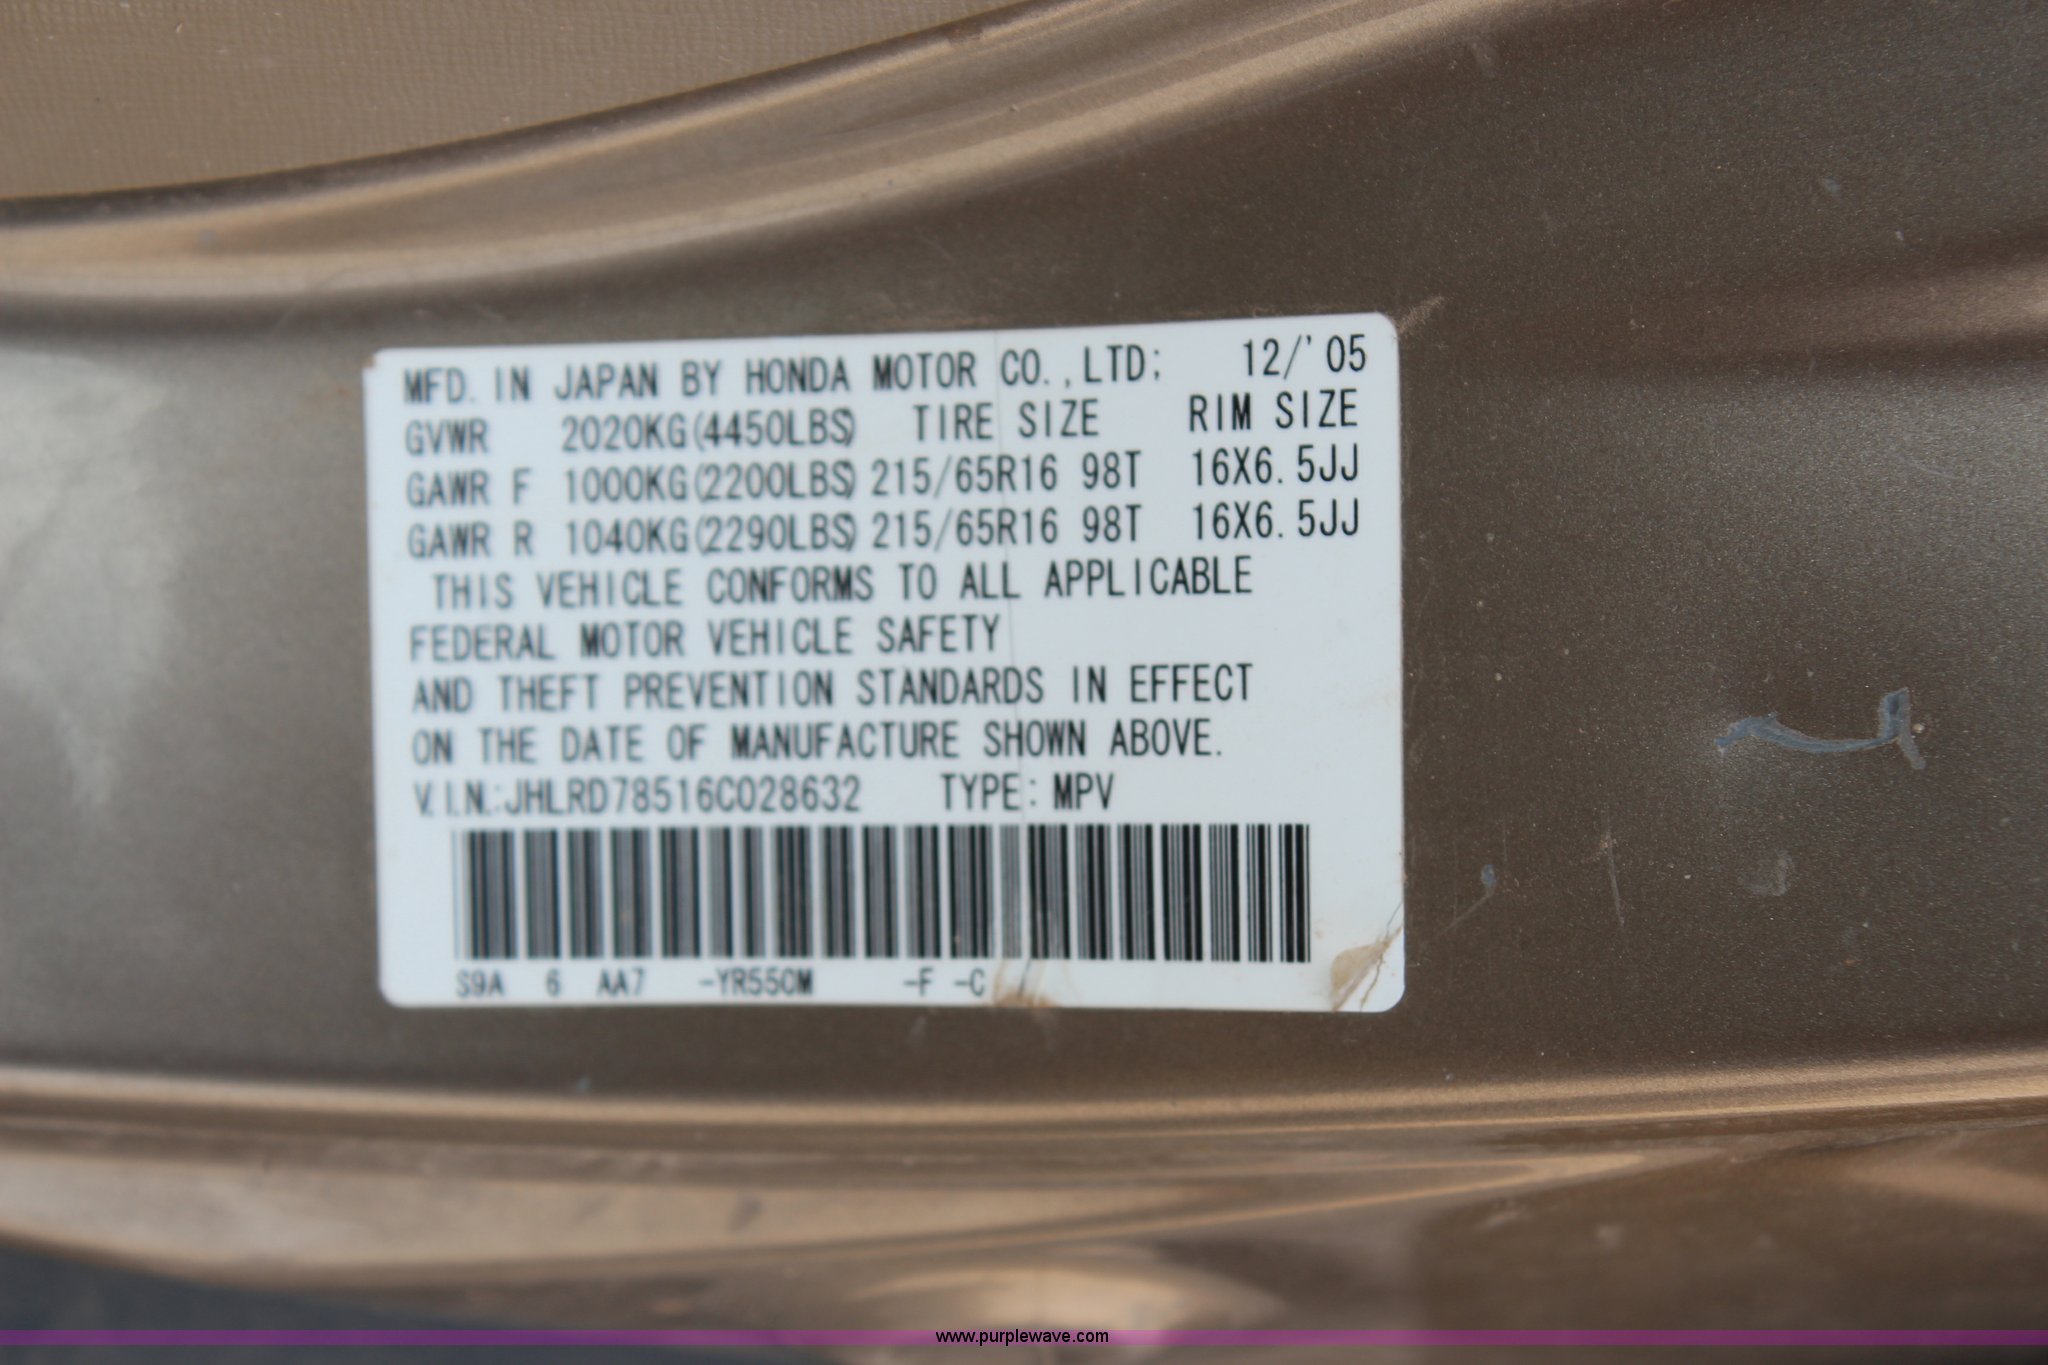 MFD. IN JAPAN BY HONDA MOTOR CO.,LTD; 12/'05
GVWR 2020KG(4450LBS) TIRE SIZE RIM SIZE
GAWR F 1000KG(2200LBS) 215/65R16 98T 16X6.5JJ
GAWR R 1040KG(2290LBS) 215/65R16 98T 16X6.5JJ
THIS VEHICLE CONFORMS TO ALL APPLICABLE
FEDERAL MOTOR VEHICLE SAFETY
AND THEFT PREVENTION STANDARDS IN EFFECT
ON THE DATE OF MANUFACTURE SHOWN ABOVE.
V.I.N.:JHLRD78516C028632 TYPE: MPV
S9A 6 AA7 -YR550M -F -C
www.purplewave.com